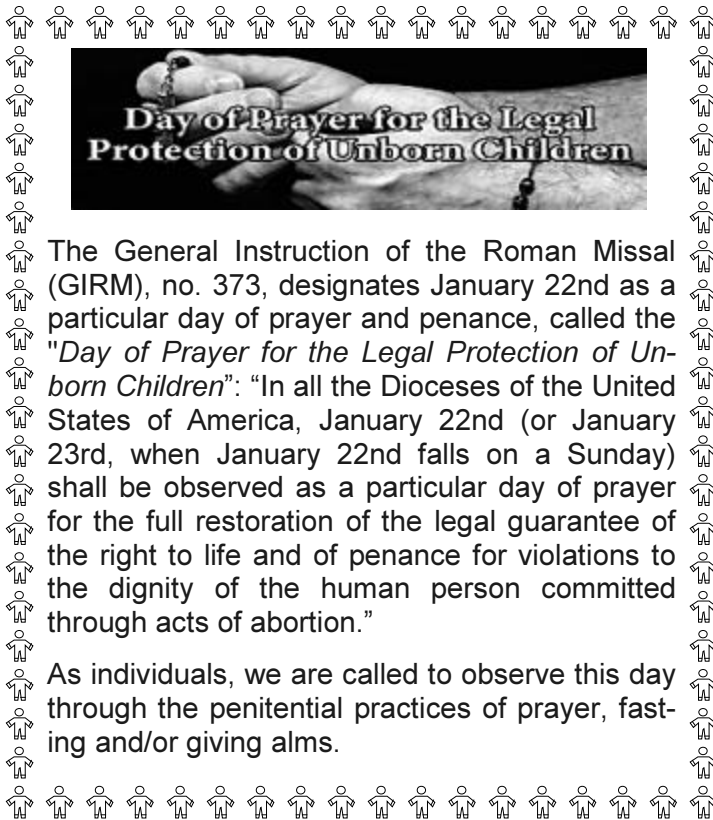 Day of Prayer for the Legal
Protection of Unborn Children
The General Instruction of the Roman Missal
(GIRM), no. 373, designates January 22nd as a
particular day of prayer and penance, called the
"Day of Prayer for the Legal Protection of Un-
born Children”: “In all the Dioceses of the United
States of America, January 22nd (or January
23rd, when January 22nd falls on a Sunday)
shall be observed as a particular day of prayer
for the full restoration of the legal guarantee of
the right to life and of penance for violations to
the dignity of the human person committed
through acts of abortion.”
As individuals, we are called to observe this day
through the penitential practices of prayer, fast-
ing and/or giving alms.